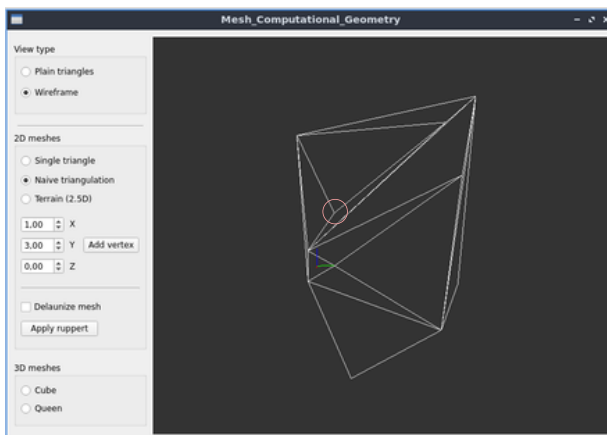 Mesh_Computational_Geometry
View type
Plain triangles
Wireframe
2D meshes
Single triangle
Naive triangulation
Terrain (2.5D)
1,00 X
3,00 Y Add vertex
0,00 Z
Delaunize mesh
Apply ruppert
3D meshes
Cube
Queen